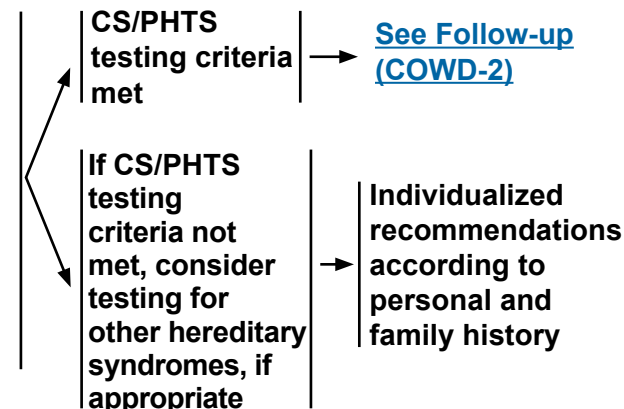 CS/PHTS
testing criteria
met
See Follow-up
(COWD-2)
If CS/PHTS
testing
criteria not
met, consider
testing for
other hereditary
syndromes, if
appropriate
Individualized
recommendations
according to
personal and
family history